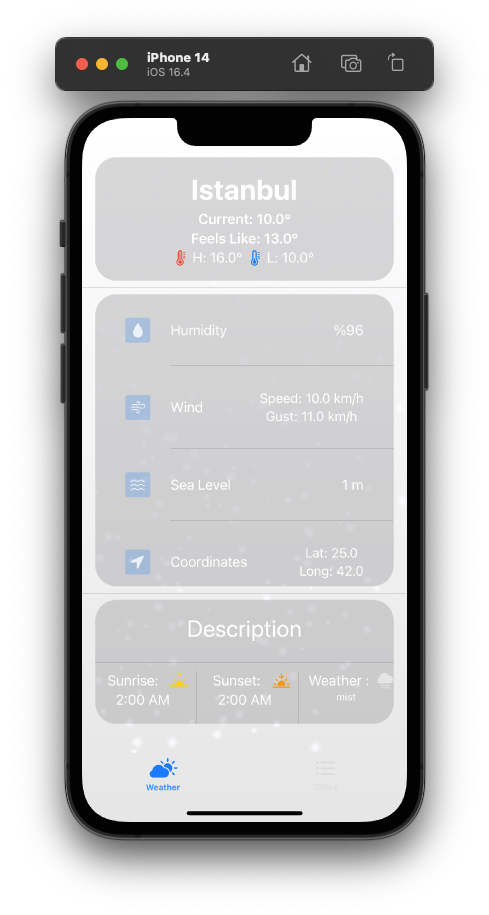 iPhone 14
iOS 16.4
Istanbul
Current: 10.0°
Feels Like: 13.0°
H: 16.0° L: 10.0°
Humidity %96
Wind Speed: 10.0 km/h
Gust: 11.0 km/h
Sea Level 1 m
Coordinates Lat: 25.0
Long: 42.0
Description
Sunrise: Sunset: Weather :
2:00 AM 2:00 AM mist
Weather Cities